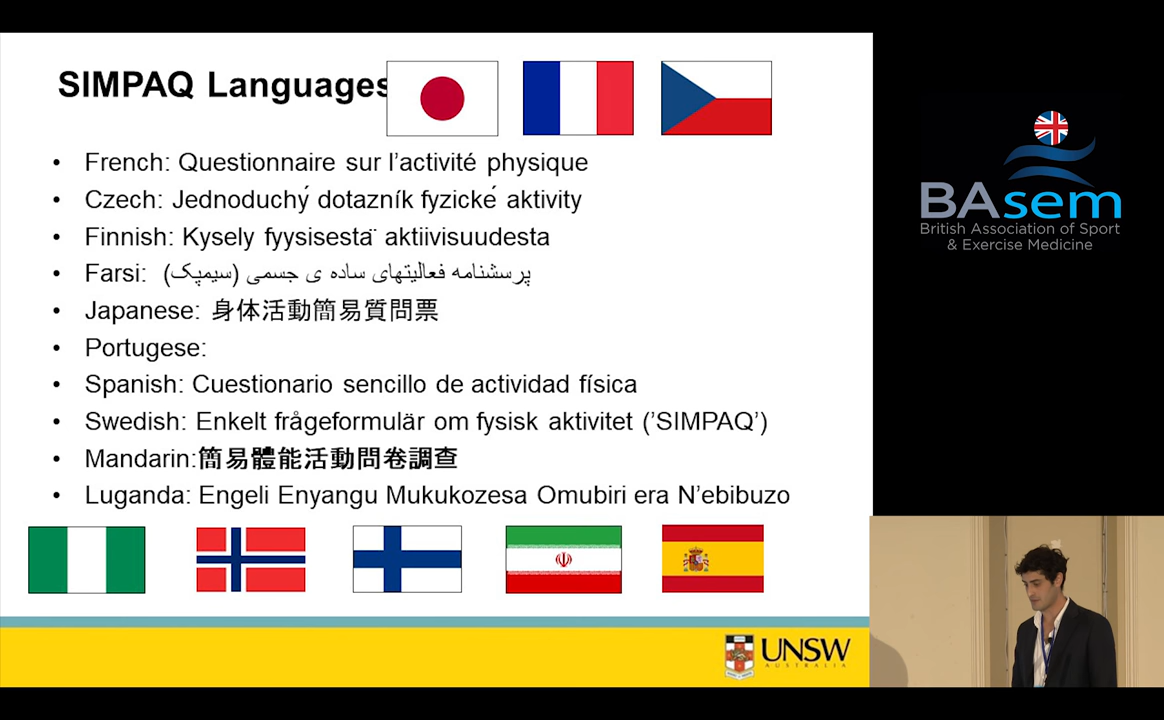 SIMPAQ Languages
• French: Questionnaire sur l’activité physique
• Czech: Jednoduchý dotazník fyzické aktivity
• Finnish: Kysely fyysisestä aktiivisuudesta
• Farsi: پرسشنامه فعالیتهای ساده ی جسمی (سیمپک)
• Japanese: 身体活動簡易質問票
• Portugese:
• Spanish: Cuestionario sencillo de actividad física
• Swedish: Enkelt frågeformulär om fysisk aktivitet (’SIMPAQ’)
• Mandarin:簡易體能活動問卷調查
• Luganda: Engeli Enyangu Mukukozesa Omubiri era N’ebibuzo
UNSW
AUSTRALIA
BAsem
British Association of Sport
& Exercise Medicine